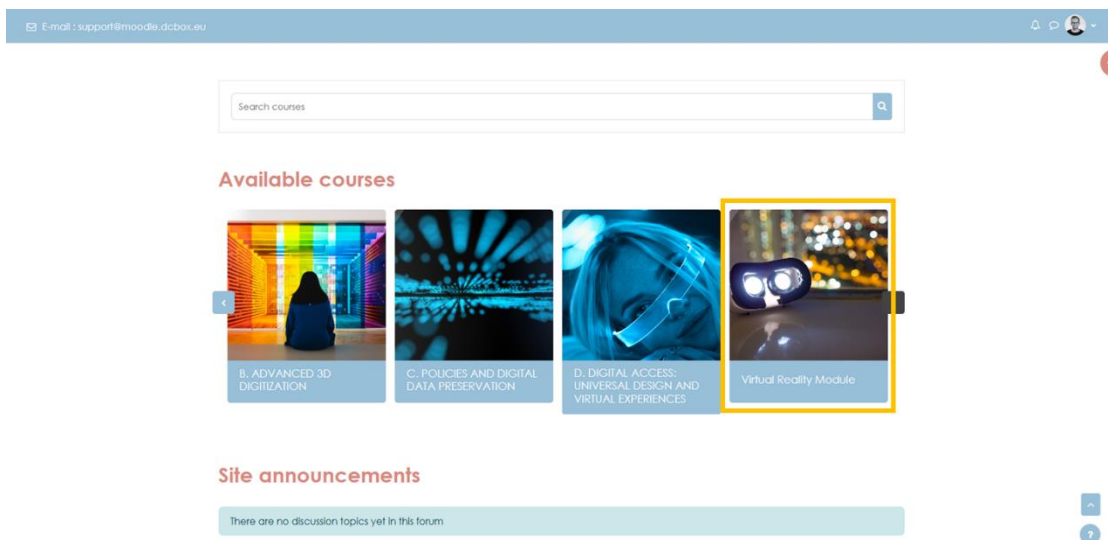 E-mail : support@moodle.dcbox.eu
Search courses
Available courses
B. ADVANCED 3D
DIGITIZATION
C. POLICIES AND DIGITAL
DATA PRESERVATION
D. DIGITAL ACCESS:
UNIVERSAL DESIGN AND
VIRTUAL EXPERIENCES
Virtual Reality Module
Site announcements
There are no discussion topics yet in this forum
?